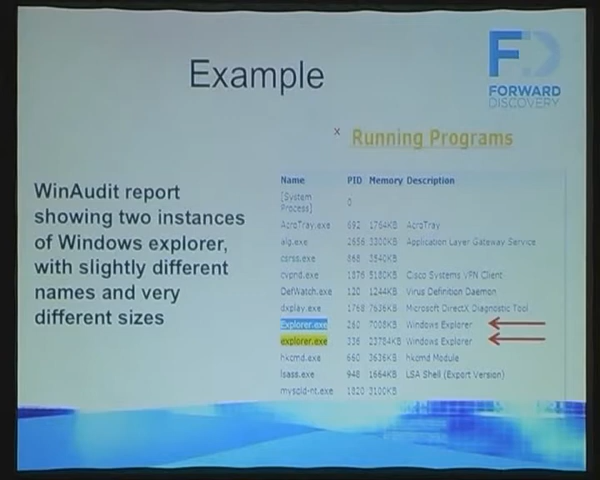 Example
FD
FORWARD
DISCOVERY
x Running Programs
WinAudit report
showing two instances
of Windows explorer,
with slightly different
names and very
different sizes
Name PID Memory Description
[System
Process] 0
AcroTray.exe 692 1764KB AcroTray
alg.exe 2656 3300KB Application Layer Gateway Service
csrss.exe 868 3540KB
cvpnd.exe 1876 5180KB Cisco Systems VPN Client
DefWatch.exe 120 1244KB Virus Definition Daemon
dxplay.exe 1768 7636KB Microsoft DirectX Diagnostic Tool
Explorer.exe 260 7008KB Windows Explorer
explorer.exe 336 23784KB Windows Explorer
hkcmd.exe 660 3636KB hkcmd Module
lsass.exe 948 1664KB LSA Shell (Export Version)
1820 3100KB